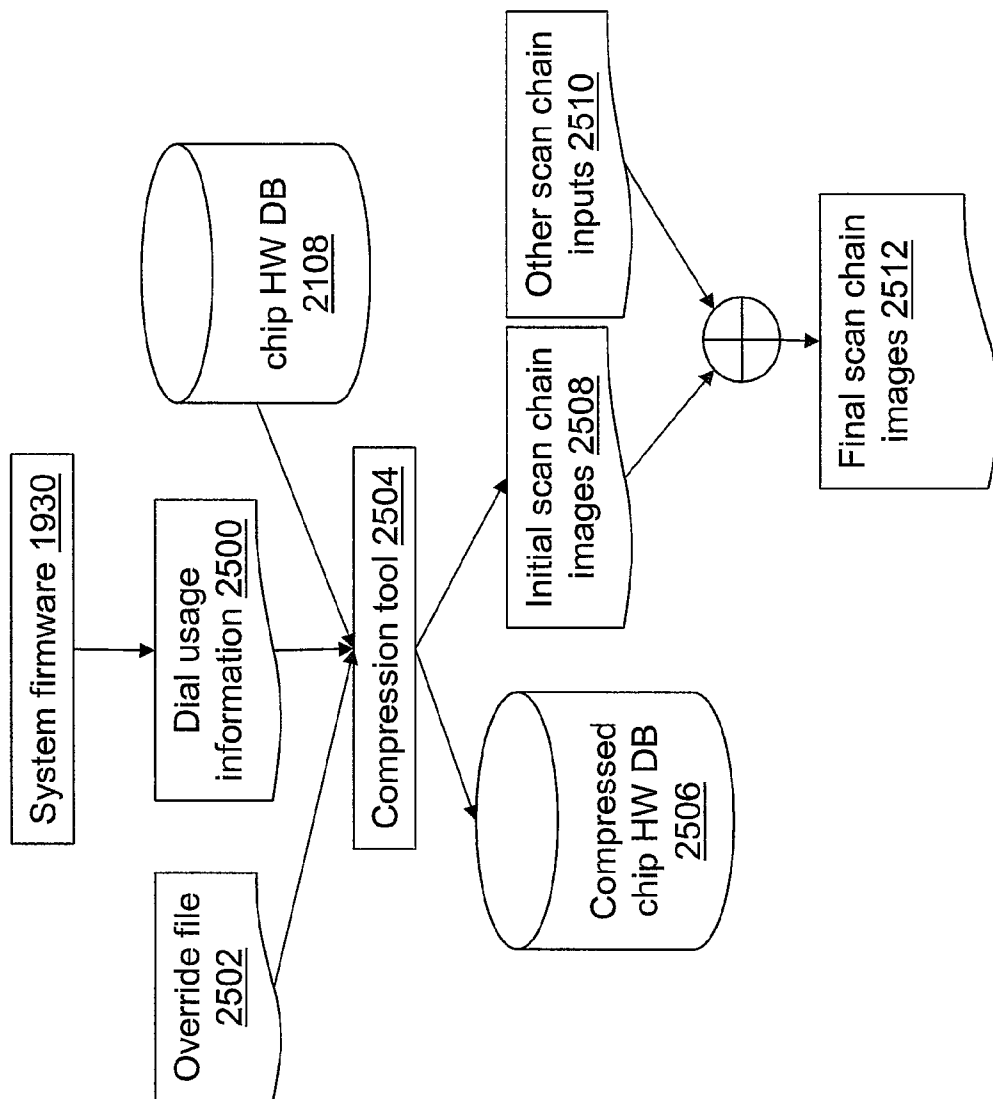 System firmware 1930
Override file
2502
Dial usage
information 2500
chip HW DB
2108
Compression tool 2504
Compressed
chip HW DB
2506
Initial scan chain
images 2508
Other scan chain
inputs 2510
Final scan chain
images 2512